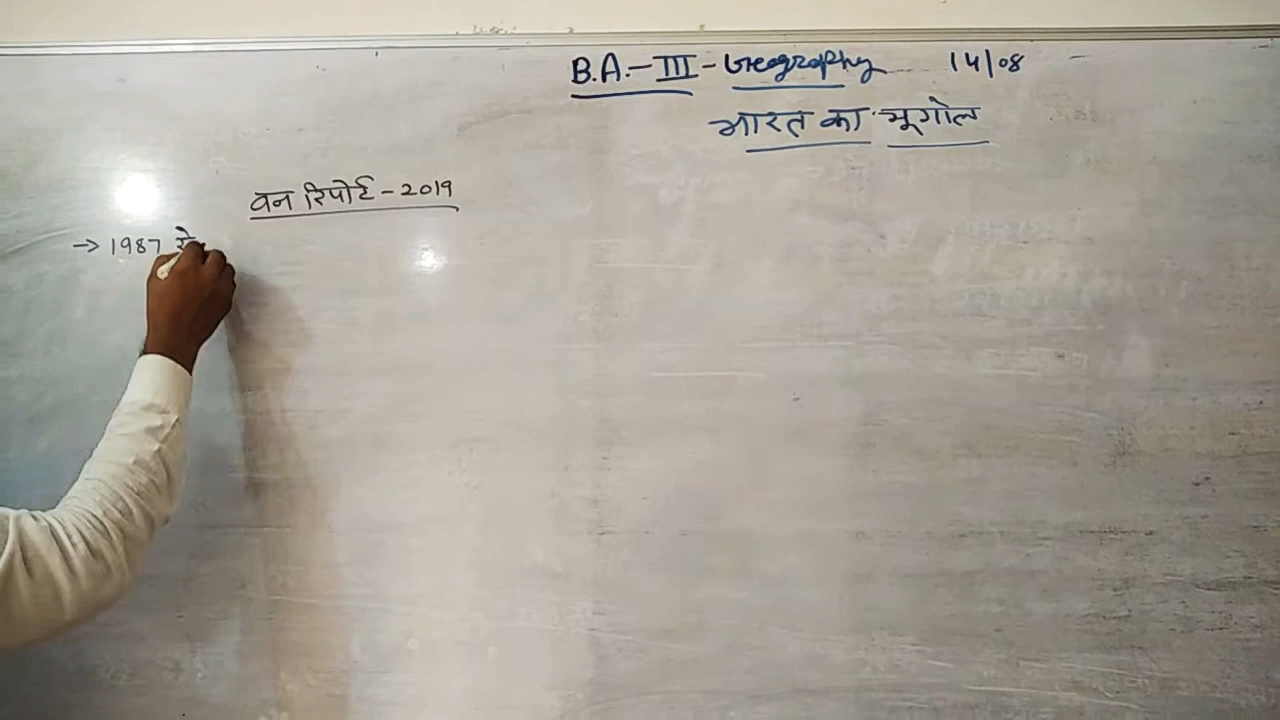 B.A.-III-Geography 14/08
भारत का भूगोल
वन रिपोर्ट-2019
→ 1987 से